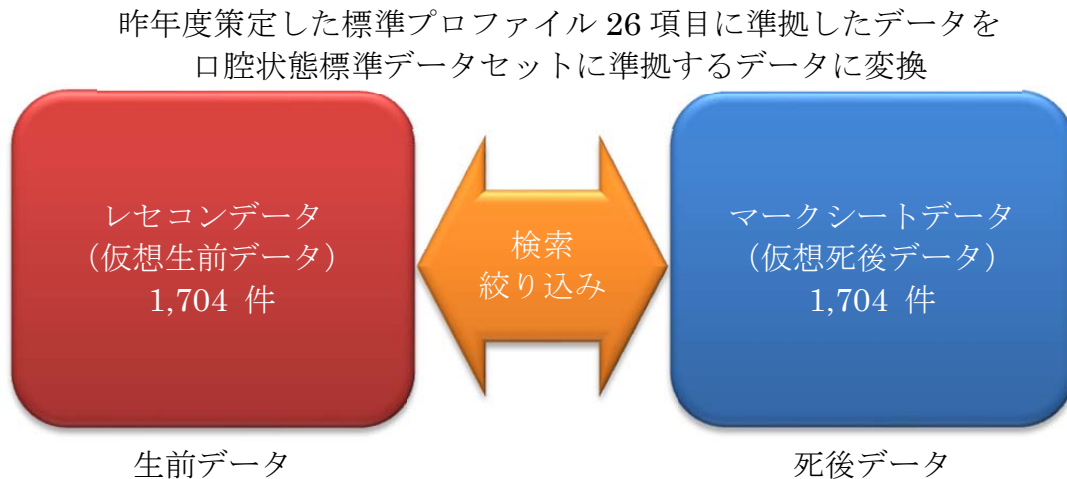 昨年度策定した標準プロファイル 26 項目に準拠したデータを
口腔状態標準データセットに準拠するデータに変換
レセコンデータ
（仮想生前データ）
1,704 件
検索
絞り込み
マークシートデータ
（仮想死後データ）
1,704 件
生前データ
死後データ